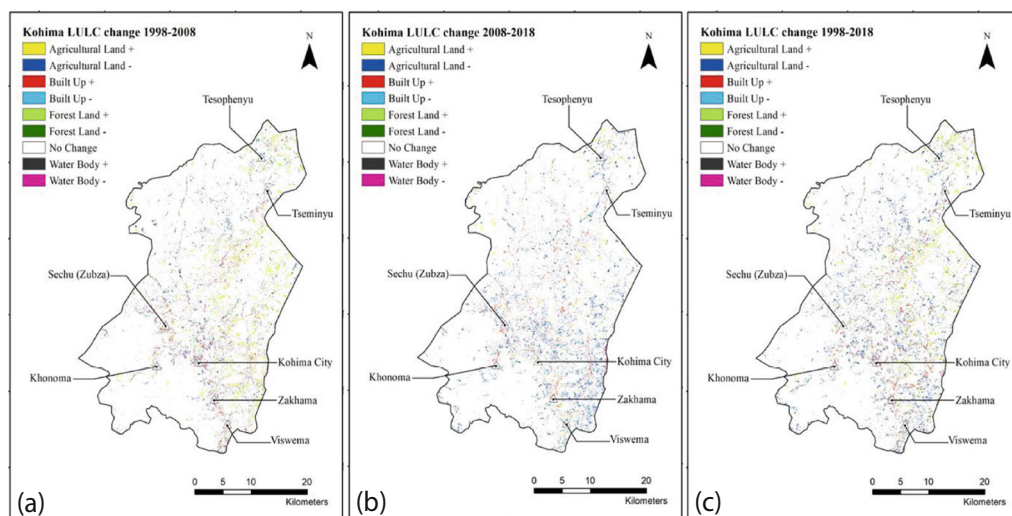 Kohima LULC change 1998-2008
N
Agricultural Land +
Agricultural Land -
Built Up +
Built Up -
Forest Land +
Forest Land -
No Change
Water Body +
Water Body -
Tesophenyu
Tseminyu
Sechu (Zubza)
Kohima City
Khonoma
Zakhama
Viswema
0 5 10 20
Kilometers
(a)
Kohima LULC change 2008-2018
N
Agricultural Land +
Agricultural Land -
Built Up +
Built Up -
Forest Land +
Forest Land -
No Change
Water Body +
Water Body -
Tesophenyu
Tseminyu
Sechu (Zubza)
Kohima City
Khonoma
Zakhama
Viswema
0 5 10 20
Kilometers
(b)
Kohima LULC change 1998-2018
N
Agricultural Land +
Agricultural Land -
Built Up +
Built Up -
Forest Land +
Forest Land -
No Change
Water Body +
Water Body -
Tesophenyu
Tseminyu
Sechu (Zubza)
Kohima City
Khonoma
Zakhama
Viswema
0 5 10 20
Kilometers
(c)